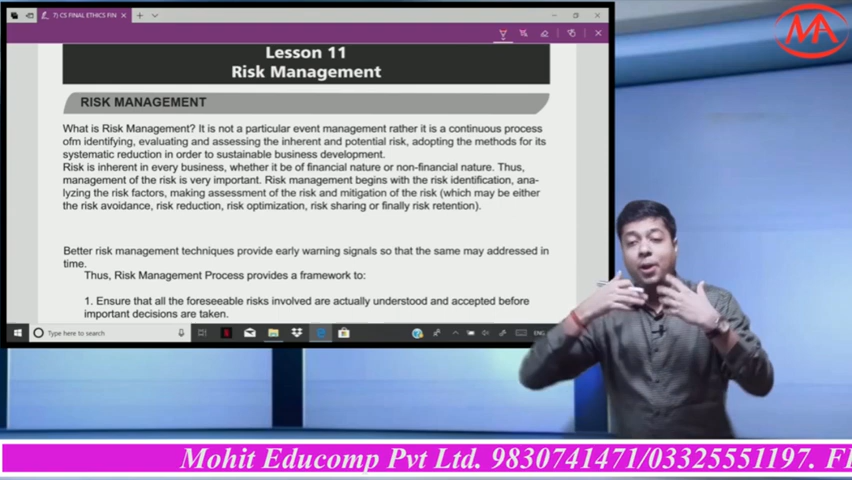 7) CS FINAL ETHICS FIN
MA
Lesson 11
Risk Management
RISK MANAGEMENT
What is Risk Management? It is not a particular event management rather it is a continuous process
ofm identifying, evaluating and assessing the inherent and potential risk, adopting the methods for its
systematic reduction in order to sustainable business development.
Risk is inherent in every business, whether it be of financial nature or non-financial nature. Thus,
management of the risk is very important. Risk management begins with the risk identification, ana-
lyzing the risk factors, making assessment of the risk and mitigation of the risk (which may be either
the risk avoidance, risk reduction, risk optimization, risk sharing or finally risk retention).
Better risk management techniques provide early warning signals so that the same may addressed in
time.
Thus, Risk Management Process provides a framework to:
1. Ensure that all the foreseeable risks involved are actually understood and accepted before
important decisions are taken.
Type here to search
ENG
Mohit Educomp Pvt Ltd. 9830741471/03325551197. F